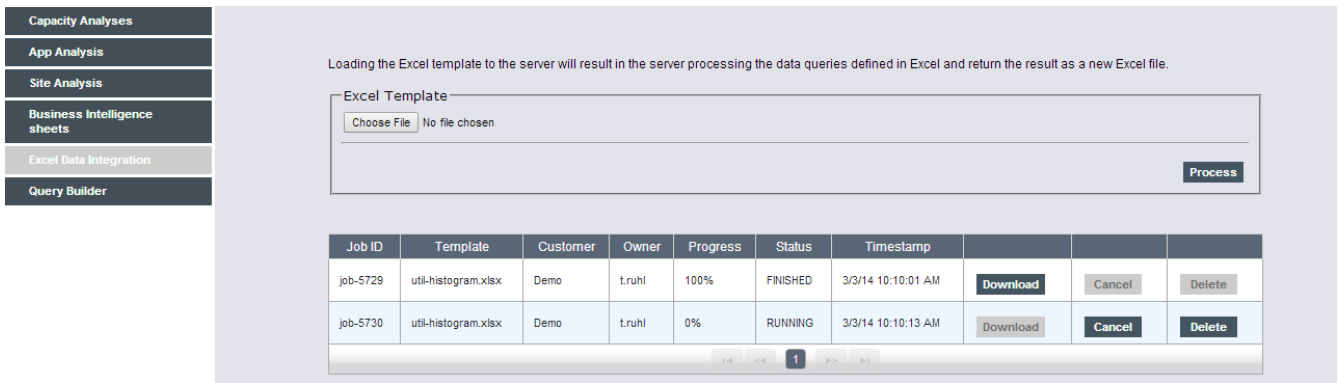 Capacity Analyses
App Analysis
Site Analysis
Business Intelligence
sheets
Excel Data Integration
Query Builder
Loading the Excel template to the server will result in the server processing the data queries defined in Excel and return the result as a new Excel file.
Excel Template
Choose File No file chosen
Process
Job ID Template Customer Owner Progress Status Timestamp
job-5729 util-histogram.xlsx Demo t.ruhl 100% FINISHED 3/3/14 10:10:01 AM Download Cancel Delete
job-5730 util-histogram.xlsx Demo t.ruhl 0% RUNNING 3/3/14 10:10:13 AM Download Cancel Delete
1